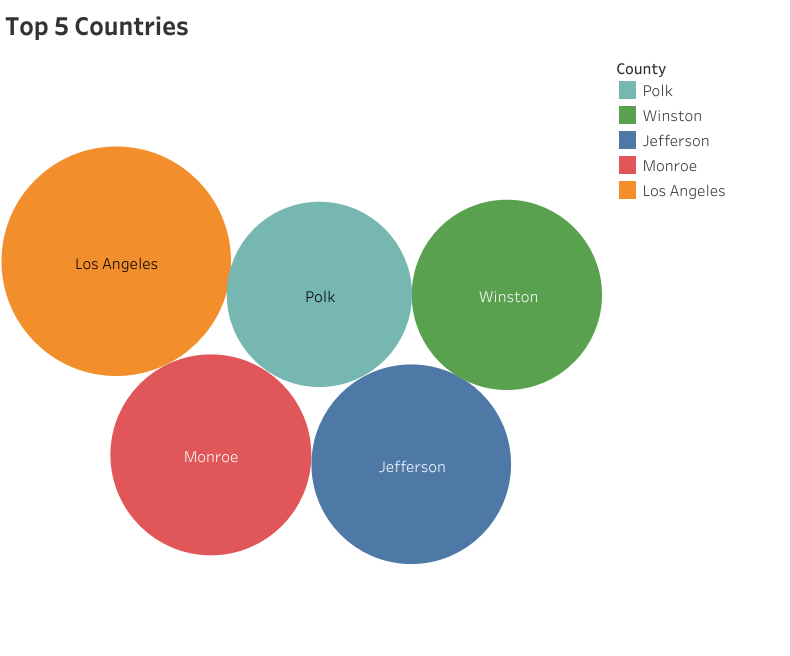 Top 5 Countries
County
Polk
Winston
Jefferson
Monroe
Los Angeles
Los Angeles
Polk
Winston
Monroe
Jefferson